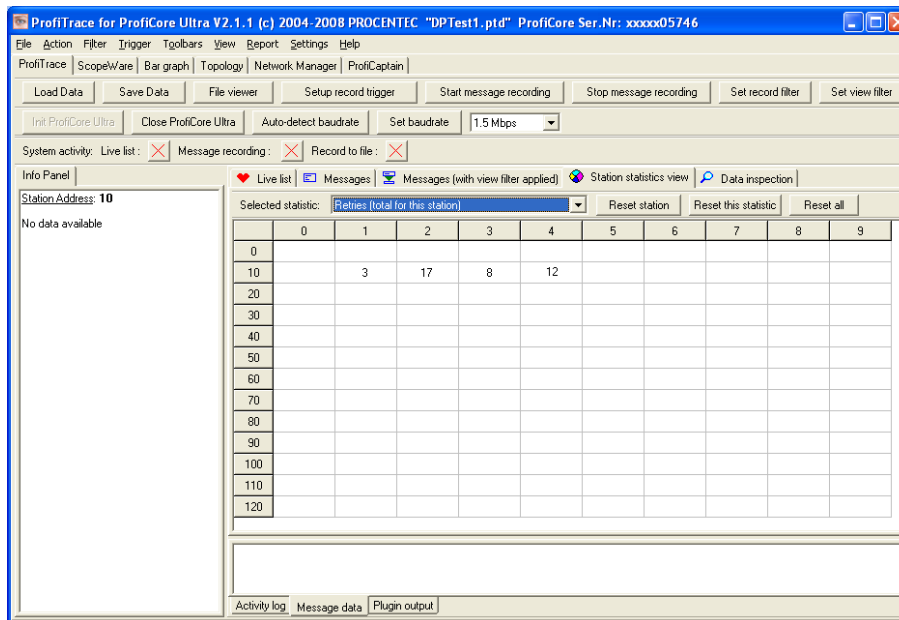 ProfiTrace for ProfiCore Ultra V2.1.1 (c) 2004-2008 PROCENTEC "DPTest1.ptd" ProfiCore Ser.Nr: xxxxx05746
File Action Filter Trigger Toolbars View Report Settings Help
ProfiTrace ScopeWare Bar graph Topology Network Manager ProfiCaptain
Load Data Save Data File viewer Setup record trigger Start message recording Stop message recording Set record filter Set view filter
Init ProfiCore Ultra Close ProfiCore Ultra Auto-detect baudrate Set baudrate 1.5 Mbps
System activity: Live list : Message recording : Record to file :
Info Panel
Station Address: 10
No data available
Live list Messages Messages (with view filter applied) Station statistics view Data inspection
Selected statistic: Retries (total for this station) Reset station Reset this statistic Reset all
0 1 2 3 4 5 6 7 8 9
0
10 3 17 8 12
20
30
40
50
60
70
80
90
100
110
120
Activity log Message data Plugin output